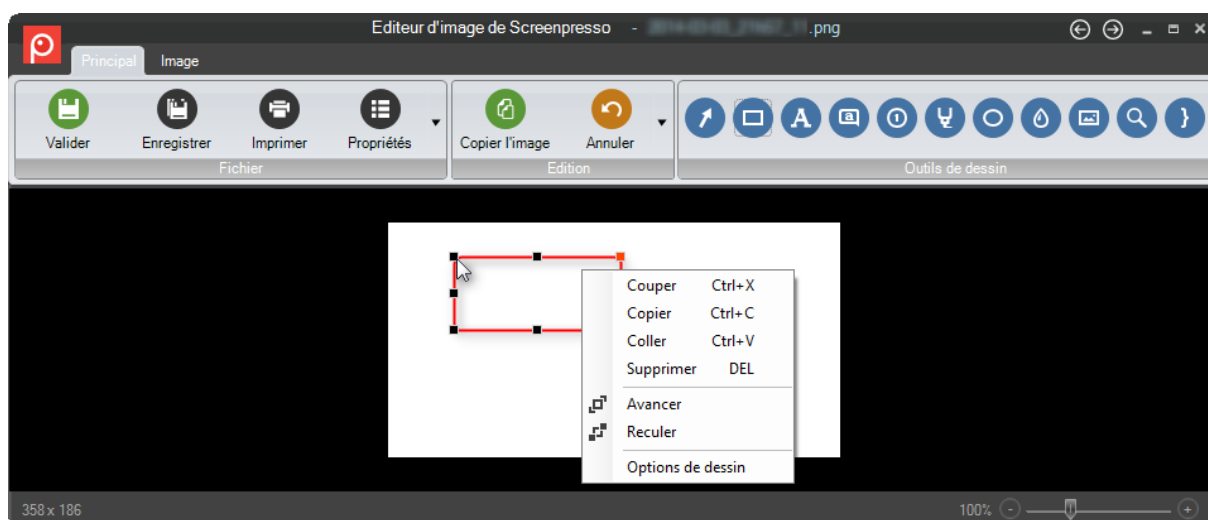 Editeur d'image de Screenpresso - .png
Principal Image
Valider Enregistrer Imprimer Propriétés Copier l'image Annuler
Fichier Edition Outils de dessin
Couper Ctrl+X
Copier Ctrl+C
Coller Ctrl+V
Supprimer DEL
Avancer
Reculer
Options de dessin
358 x 186 100%